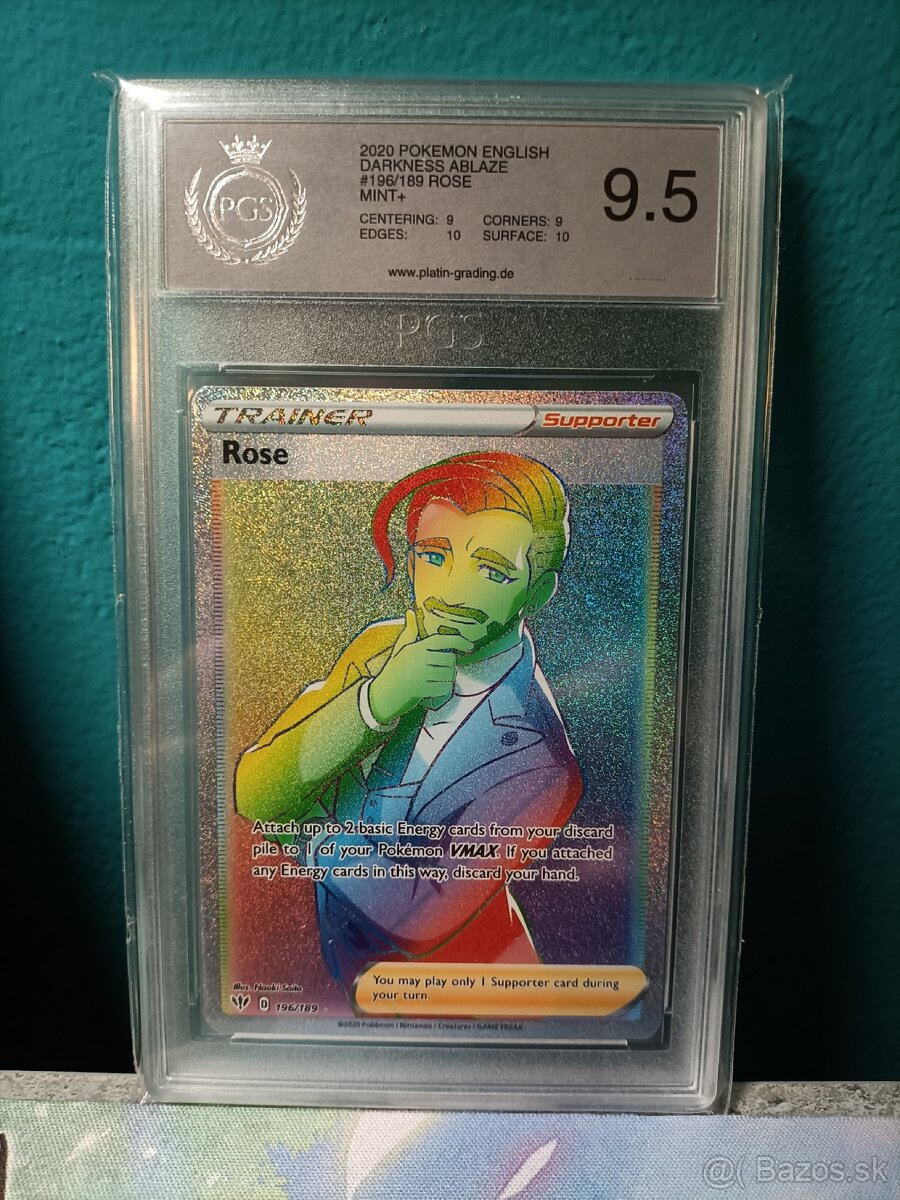 PGS
2020 POKEMON ENGLISH
DARKNESS ABLAZE
#196/189 ROSE
MINT+
CENTERING: 9 CORNERS: 9
EDGES: 10 SURFACE: 10
9.5
www.platin-grading.de
PGS
TRAINER Supporter
Rose
Attach up to 2 basic Energy cards from your discard
pile to 1 of your Pokémon VMAX. If you attached
any Energy cards in this way, discard your hand.
You may play only 1 Supporter card during
your turn.
Illus. Naoki Saito
D 196/189
©2020 Pokémon / Nintendo / Creatures / GAME FREAK
@( Bazos.sk